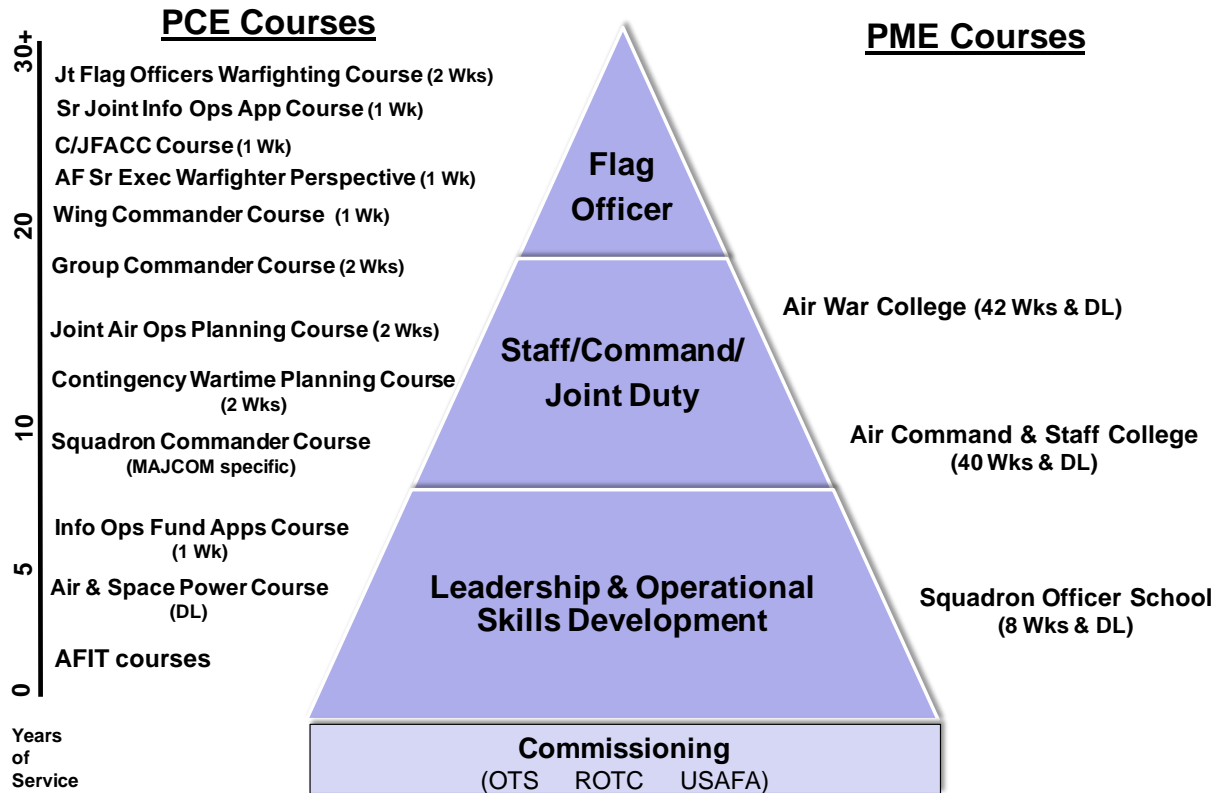 PCE Courses
PME Courses
30+
20
10
5
0
Years
of
Service
Jt Flag Officers Warfighting Course (2 Wks)
Sr Joint Info Ops App Course (1 Wk)
C/JFACC Course (1 Wk)
AF Sr Exec Warfighter Perspective (1 Wk)
Wing Commander Course (1 Wk)
Group Commander Course (2 Wks)
Joint Air Ops Planning Course (2 Wks)
Contingency Wartime Planning Course
(2 Wks)
Squadron Commander Course
(MAJCOM specific)
Info Ops Fund Apps Course
(1 Wk)
Air & Space Power Course
(DL)
AFIT courses
Flag
Officer
Staff/Command/
Joint Duty
Leadership & Operational
Skills Development
Commissioning
(OTS ROTC USAFA)
Air War College (42 Wks & DL)
Air Command & Staff College
(40 Wks & DL)
Squadron Officer School
(8 Wks & DL)